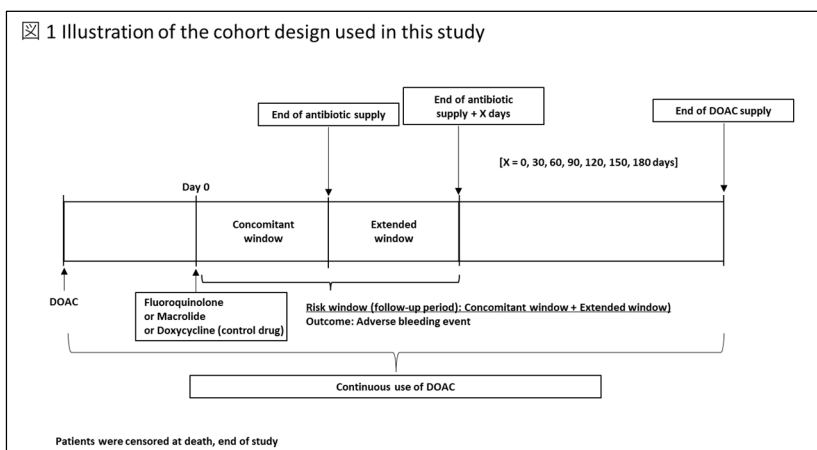 図 1 Illustration of the cohort design used in this study
End of antibiotic supply
End of antibiotic
supply + X days
End of DOAC supply
[X = 0, 30, 60, 90, 120, 150, 180 days]
Day 0
Concomitant
window
Extended
window
DOAC
Fluoroquinolone
or Macrolide
or Doxycycline (control drug)
Risk window (follow-up period): Concomitant window + Extended window)
Outcome: Adverse bleeding event
Continuous use of DOAC
Patients were censored at death, end of study